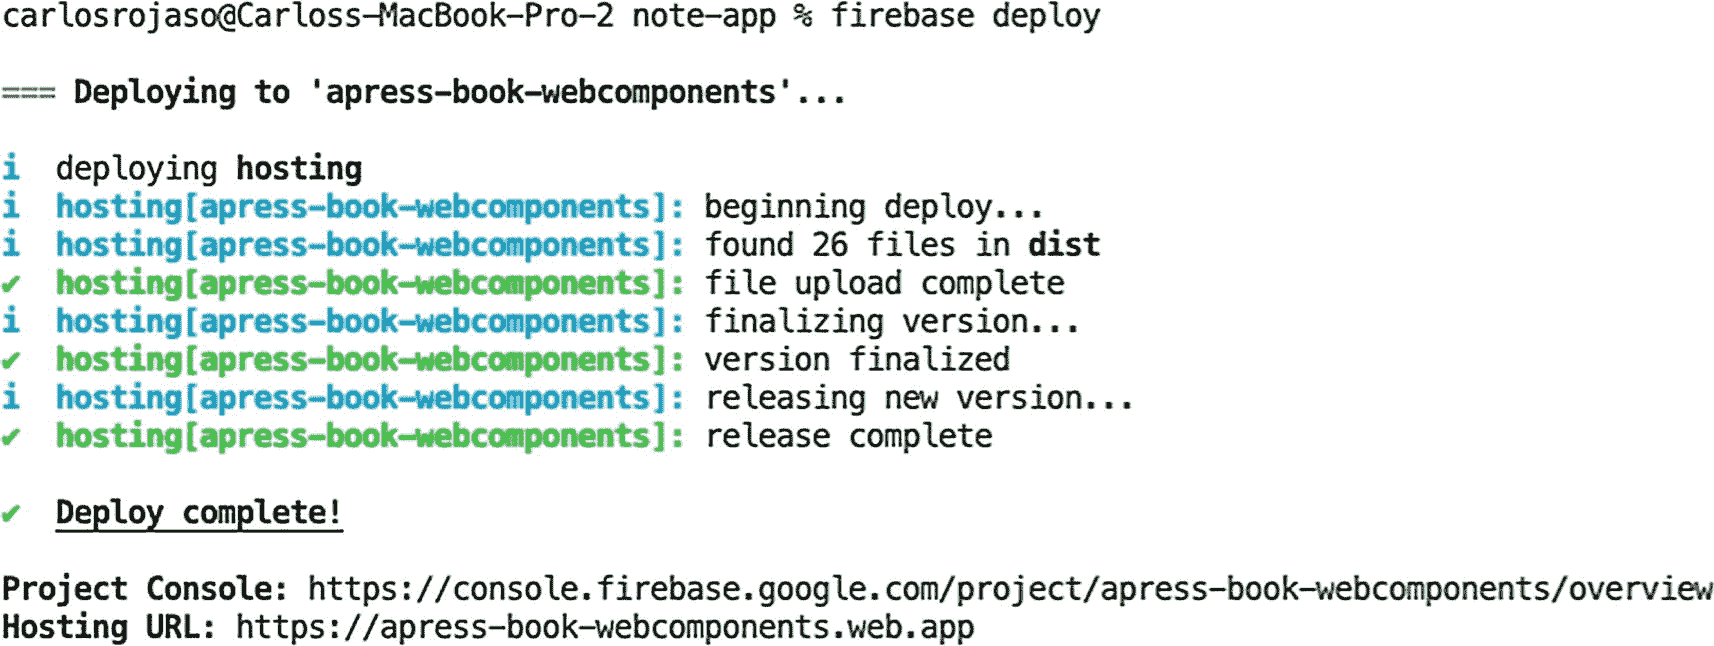 carlosrojaso@Carloss-MacBook-Pro-2 note-app % firebase deploy
=== Deploying to 'apress-book-webcomponents'...
i  deploying hosting
i  hosting[apress-book-webcomponents]: beginning deploy...
i  hosting[apress-book-webcomponents]: found 26 files in dist
✔  hosting[apress-book-webcomponents]: file upload complete
i  hosting[apress-book-webcomponents]: finalizing version...
✔  hosting[apress-book-webcomponents]: version finalized
i  hosting[apress-book-webcomponents]: releasing new version...
✔  hosting[apress-book-webcomponents]: release complete
✔  Deploy complete!
Project Console: https://console.firebase.google.com/project/apress-book-webcomponents/overview
Hosting URL: https://apress-book-webcomponents.web.app